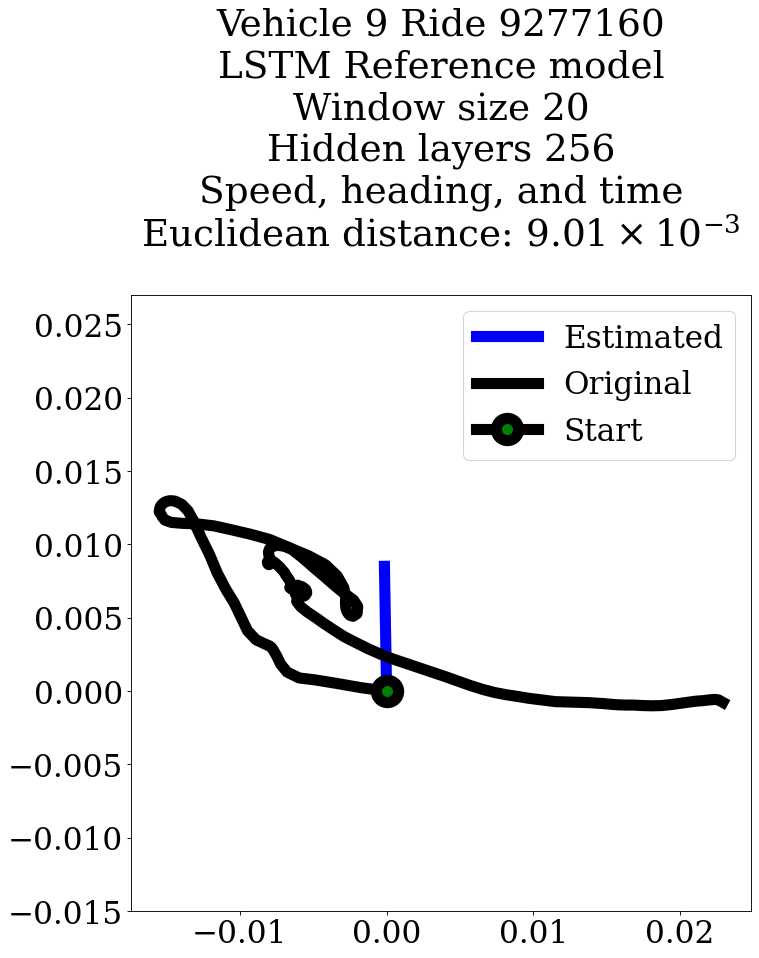 Vehicle 9 Ride 9277160
LSTM Reference model
Window size 20
Hidden layers 256
Speed, heading, and time
Euclidean distance: 9.01 × 10⁻³
Estimated
Original
Start
0.025
0.020
0.015
0.010
0.005
0.000
−0.005
−0.010
−0.015
−0.01 0.00 0.01 0.02